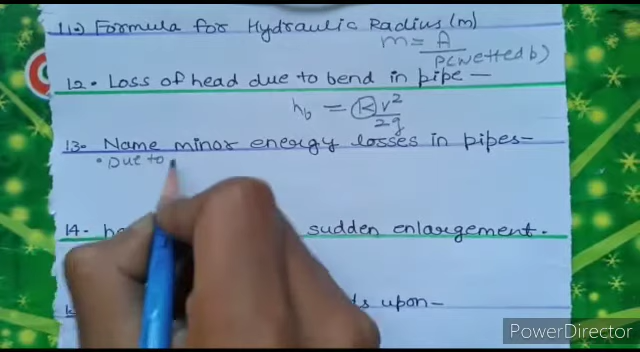 11.) Formula for Hydraulic Radius (m)
m = A
P(wetted p)
12. Loss of head due to bend in pipe —
hb = K v²
2g
13. Name minor energy losses in pipes—
• Due to
14. he sudden enlargement.
upon—
PowerDirector